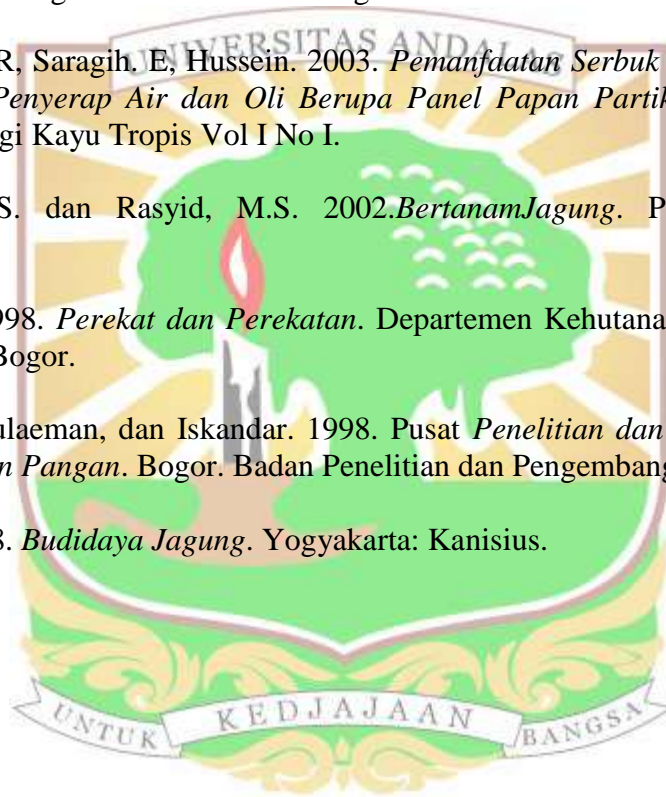 UNIVERSITAS ANDALAS
R, Saragih. E, Hussein. 2003. Pemanfaatan Serbuk
Penyerap Air dan Oli Berupa Panel Papan Partik
gi Kayu Tropis Vol I No I.
S. dan Rasyid, M.S. 2002.BertanamJagung. P
998. Perekat dan Perekatan. Departemen Kehutana
Bogor.
ulaeman, dan Iskandar. 1998. Pusat Penelitian dan
n Pangan. Bogor. Badan Penelitian dan Pengembang
8. Budidaya Jagung. Yogyakarta: Kanisius.
UNTUK KEDJAJAAN BANGSA